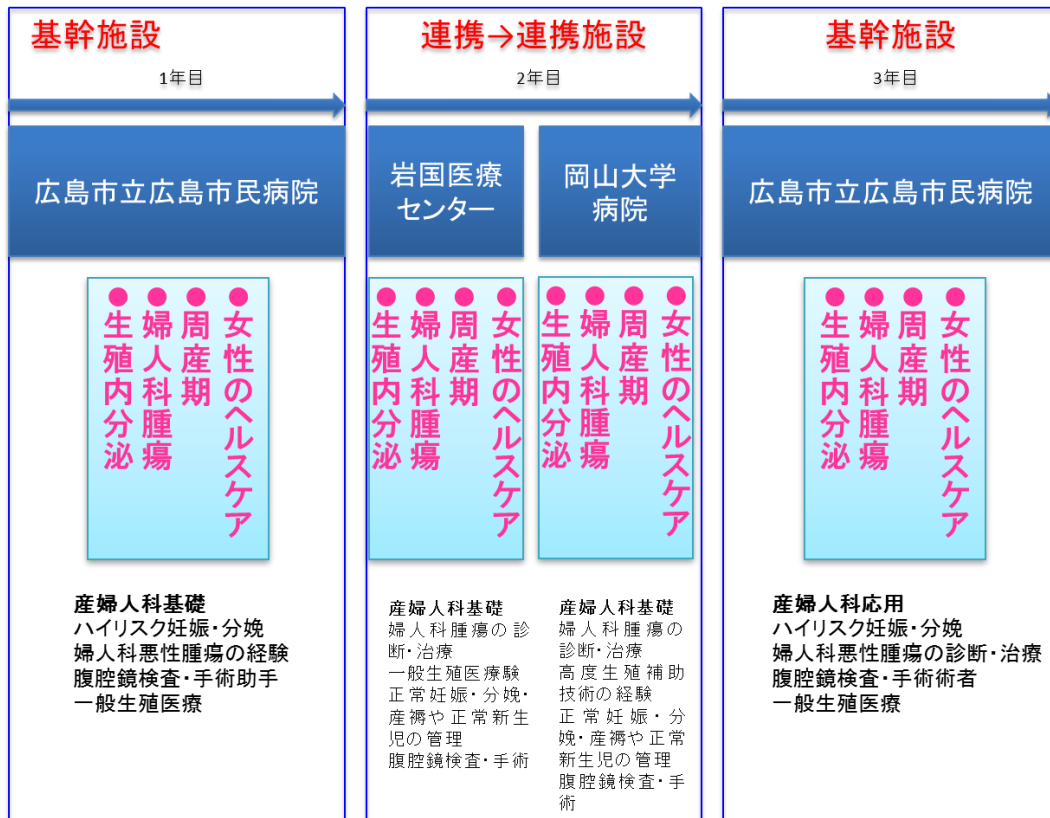 基幹施設
1年目
広島市立広島市民病院
●生殖内分泌
●婦人科腫瘍
●周産期
●女性のヘルスケア
産婦人科基礎
ハイリスク妊娠・分娩
婦人科悪性腫瘍の経験
腹腔鏡検査・手術助手
一般生殖医療
連携→連携施設
2年目
岩国医療
センター
●生殖内分泌
●婦人科腫瘍
●周産期
●女性のヘルスケア
産婦人科基礎
婦人科腫瘍の診
断・治療
一般生殖医療験
正常妊娠・分娩・
産褥や正常新生
児の管理
腹腔鏡検査・手術
岡山大学
病院
●生殖内分泌
●婦人科腫瘍
●周産期
●女性のヘルスケア
産婦人科基礎
婦人科腫瘍の
診断・治療
高度生殖補助
技術の経験
正常妊娠・分
娩・産褥や正常
新生児の管理
腹腔鏡検査・手
術
基幹施設
3年目
広島市立広島市民病院
●生殖内分泌
●婦人科腫瘍
●周産期
●女性のヘルスケア
産婦人科応用
ハイリスク妊娠・分娩
婦人科悪性腫瘍の診断・治療
腹腔鏡検査・手術術者
一般生殖医療